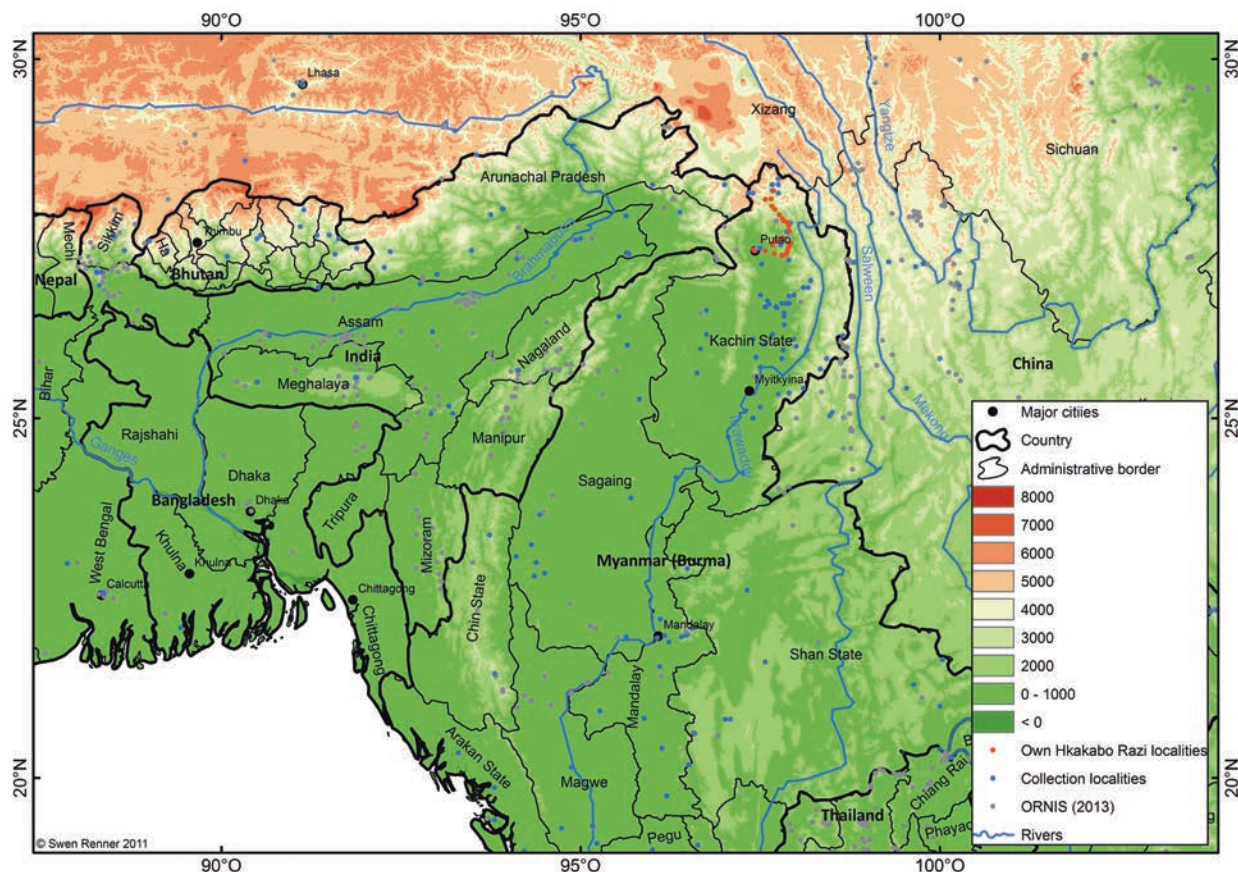 90°O
95°O
100°O
30°N
30°N
Lhasa
Xizang
Yangtze
Sichuan
Arunachal Pradesh
Mechi
Sikkim
Thimbu
Ha
Bhutan
Nepal
Putao
Brahmaputra
Salween
Assam
India
Nagaland
Kachin State
China
Meghalaya
Myitkyina
Bihar
Mekong
25°N
25°N
Rajshahi
Manipur
Irrawaddy
Ganges
Dhaka
Sagaing
Bangladesh
Dhaka
Tripura
Mizoram
West Bengal
Khulna
Khulna
Myanmar (Burma)
Calcutta
Chittagong
Chittagong
Chin State
Mandalay
Shan State
Mandalay
Arakan State
20°N
20°N
Magwe
Chiang Rai
Thailand
Phayao
Pegu
Major citiies
Country
Administrative border
8000
7000
6000
5000
4000
3000
2000
0 - 1000
< 0
Own Hkakabo Razi localities
Collection localities
ORNIS (2013)
Rivers
© Swen Renner 2011
90°O
95°O
100°O